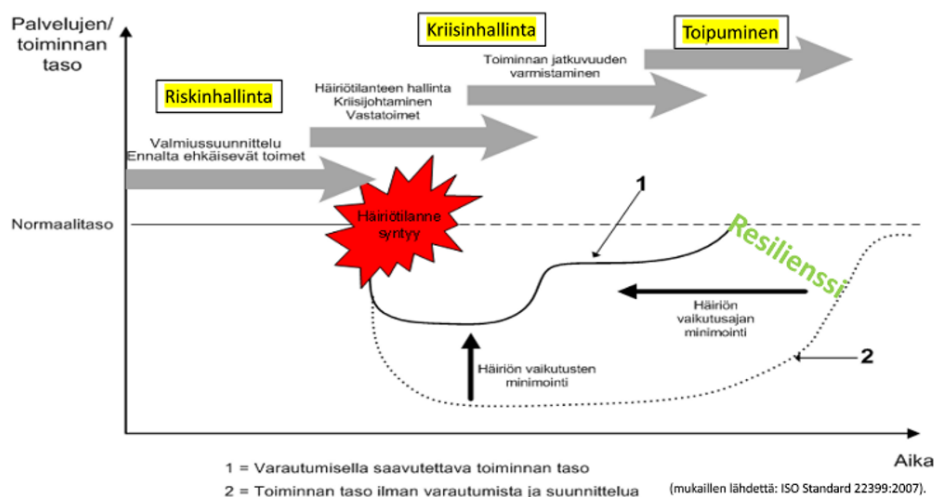 Palvelujen/
toiminnan
taso
Kriisinhallinta
Toipuminen
Toiminnan jatkuvuuden
varmistaminen
Riskinhallinta
Häiriötilanteen hallinta
Kriisijohtaminen
Vastatoimet
Valmiussuunnittelu
Ennalta ehkäisevät toimet
1
Normaalitaso
Häiriötilanne
syntyy
Resilienssi
Häiriön
vaikutusajan
minimointi
2
Häiriön vaikutusten
minimointi
Aika
1 = Varautumisella saavutettava toiminnan taso
2 = Toiminnan taso ilman varautumista ja suunnittelua
(mukaillen lähdettä: ISO Standard 22399:2007).